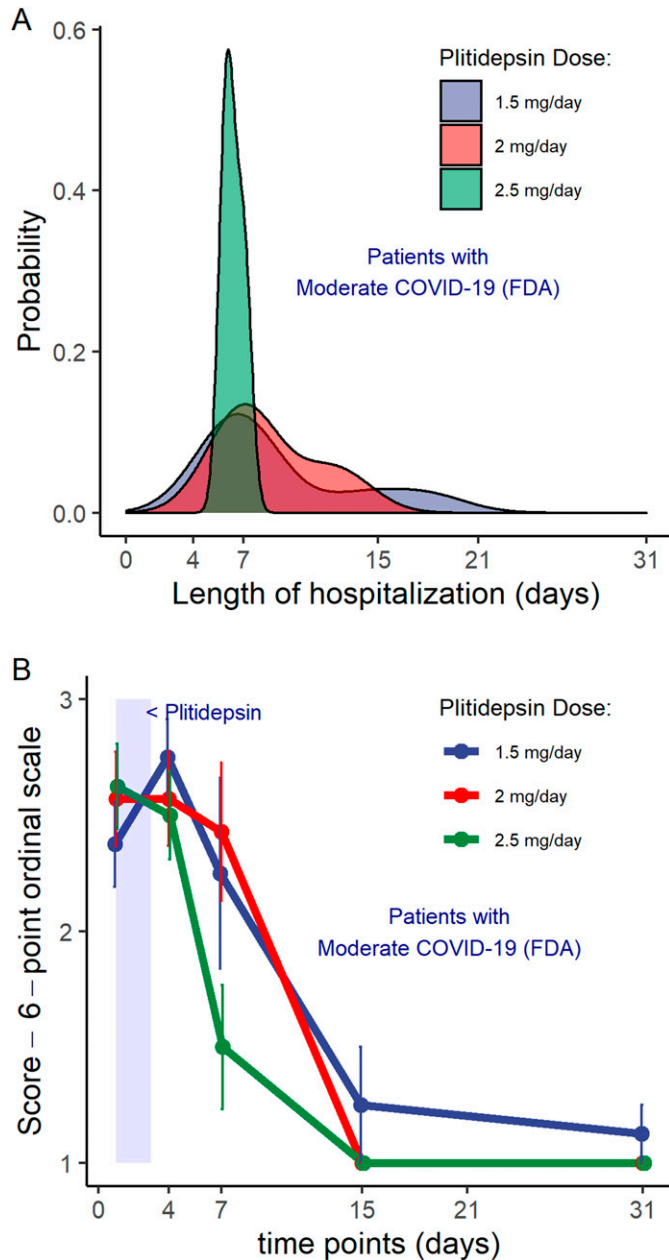 A
Probability
0.6
0.4
0.2
0.0
Plitidepsin Dose:
1.5 mg/day
2 mg/day
2.5 mg/day
Patients with
Moderate COVID-19 (FDA)
0 4 7 15 21 31
Length of hospitalization (days)
B
Score – 6 – point ordinal scale
3
2
1
< Plitidepsin
Plitidepsin Dose:
1.5 mg/day
2 mg/day
2.5 mg/day
Patients with
Moderate COVID-19 (FDA)
0 4 7 15 21 31
time points (days)